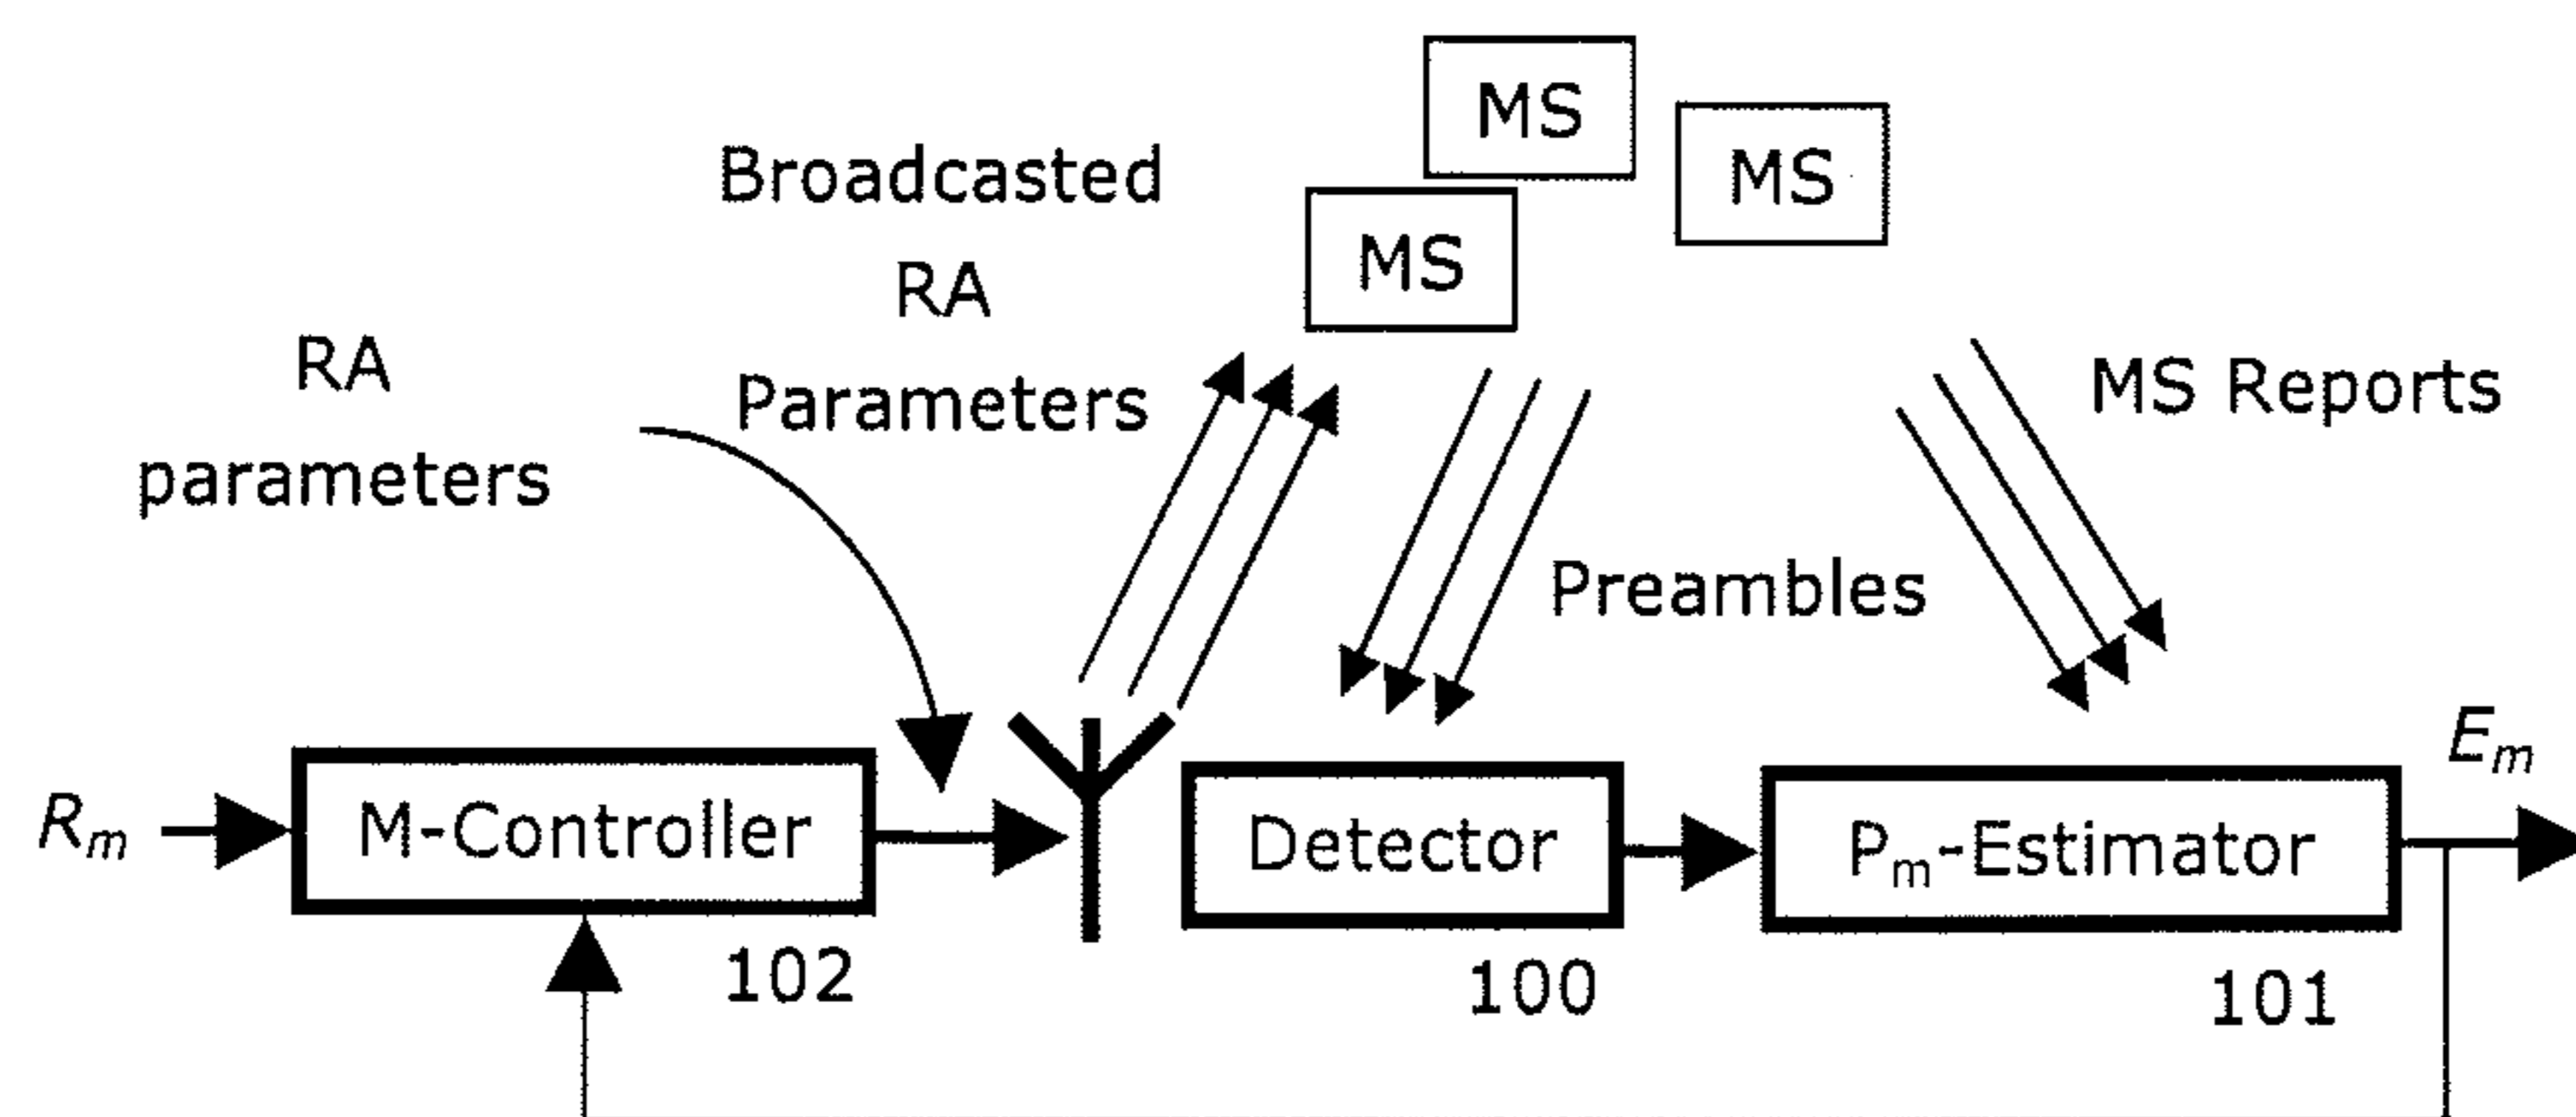 MS
MS
MS
Broadcasted
RA
Parameters
RA
parameters
MS Reports
Preambles
Rm
M-Controller
102
Detector
100
Pm-Estimator
101
Em